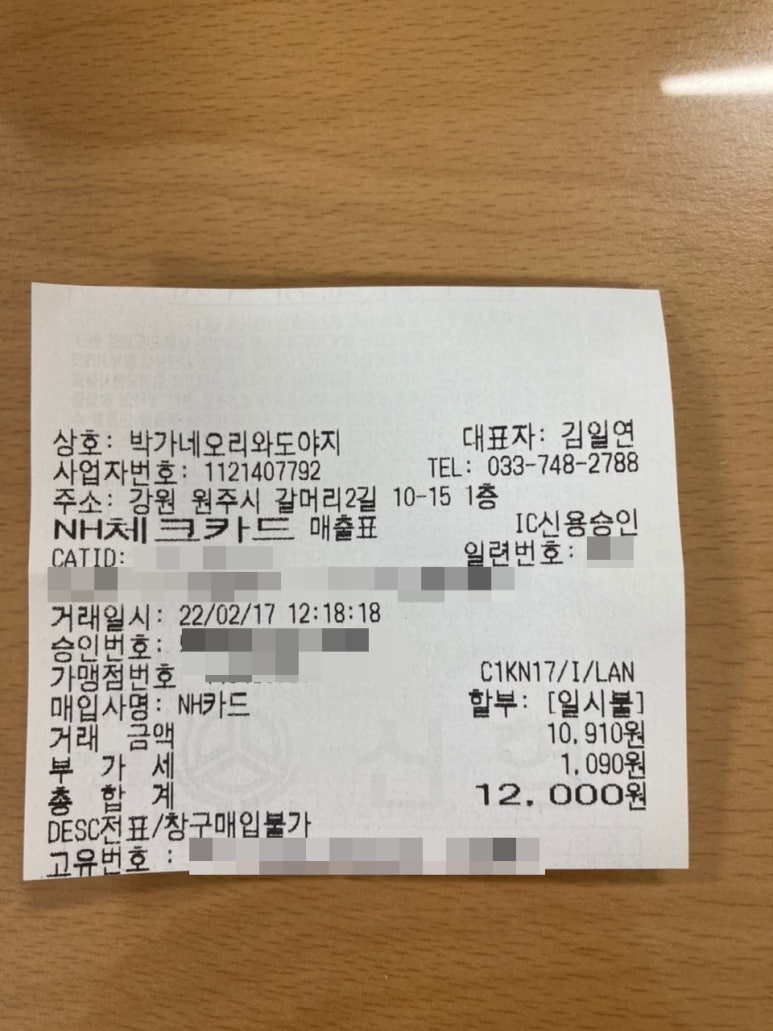 상호: 박가네오리와도야지 대표자: 김일연
사업자번호: 1121407792 TEL: 033-748-2788
주소: 강원 원주시 갈머리2길 10-15 1층
NH체크카드 매출표 IC신용승인
CATID: 일련번호:
거래일시: 22/02/17 12:18:18
승인번호:
가맹점번호 C1KN17/I/LAN
매입사명: NH카드 할부: [일시불]
거래 금액 10,910원
부 가 세 1,090원
총 합 계 12,000원
DESC전표/창구매입불가
고유번호 :